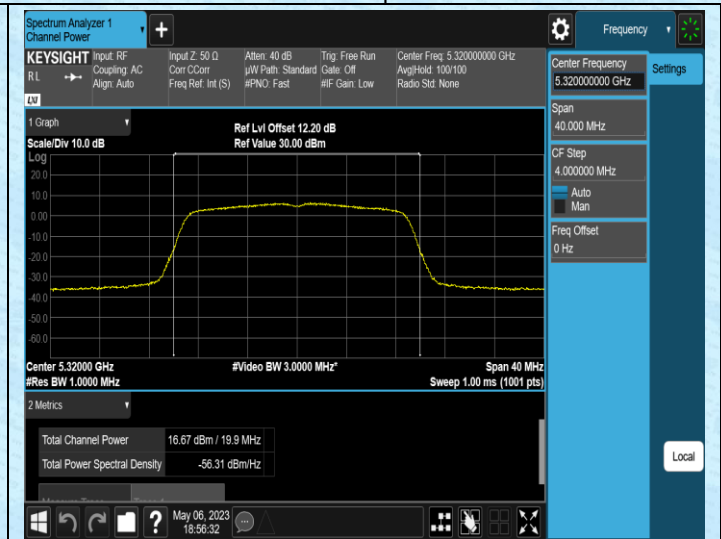 Spectrum Analyzer 1
Channel Power
Frequency
KEYSIGHT
RL
LXI
Input: RF
Coupling: AC
Align: Auto
Input Z: 50 Ω
Corr CCorr
Freq Ref: Int (S)
Atten: 40 dB
µW Path: Standard
#PNO: Fast
Trig: Free Run
Gate: Off
#IF Gain: Low
Center Freq: 5.320000000 GHz
Avg|Hold: 100/100
Radio Std: None
Center Frequency
5.320000000 GHz
Settings
Span
40.000 MHz
CF Step
4.000000 MHz
Auto
Man
Freq Offset
0 Hz
1 Graph
Scale/Div 10.0 dB
Ref Lvl Offset 12.20 dB
Ref Value 30.00 dBm
Log
20.0
10.0
0.00
-10.0
-20.0
-30.0
-40.0
-50.0
-60.0
Center 5.32000 GHz
#Video BW 3.0000 MHz*
Span 40 MHz
#Res BW 1.0000 MHz
Sweep 1.00 ms (1001 pts)
2 Metrics
Total Channel Power 16.67 dBm / 19.9 MHz
Total Power Spectral Density -56.31 dBm/Hz
Local
May 06, 2023
18:56:32